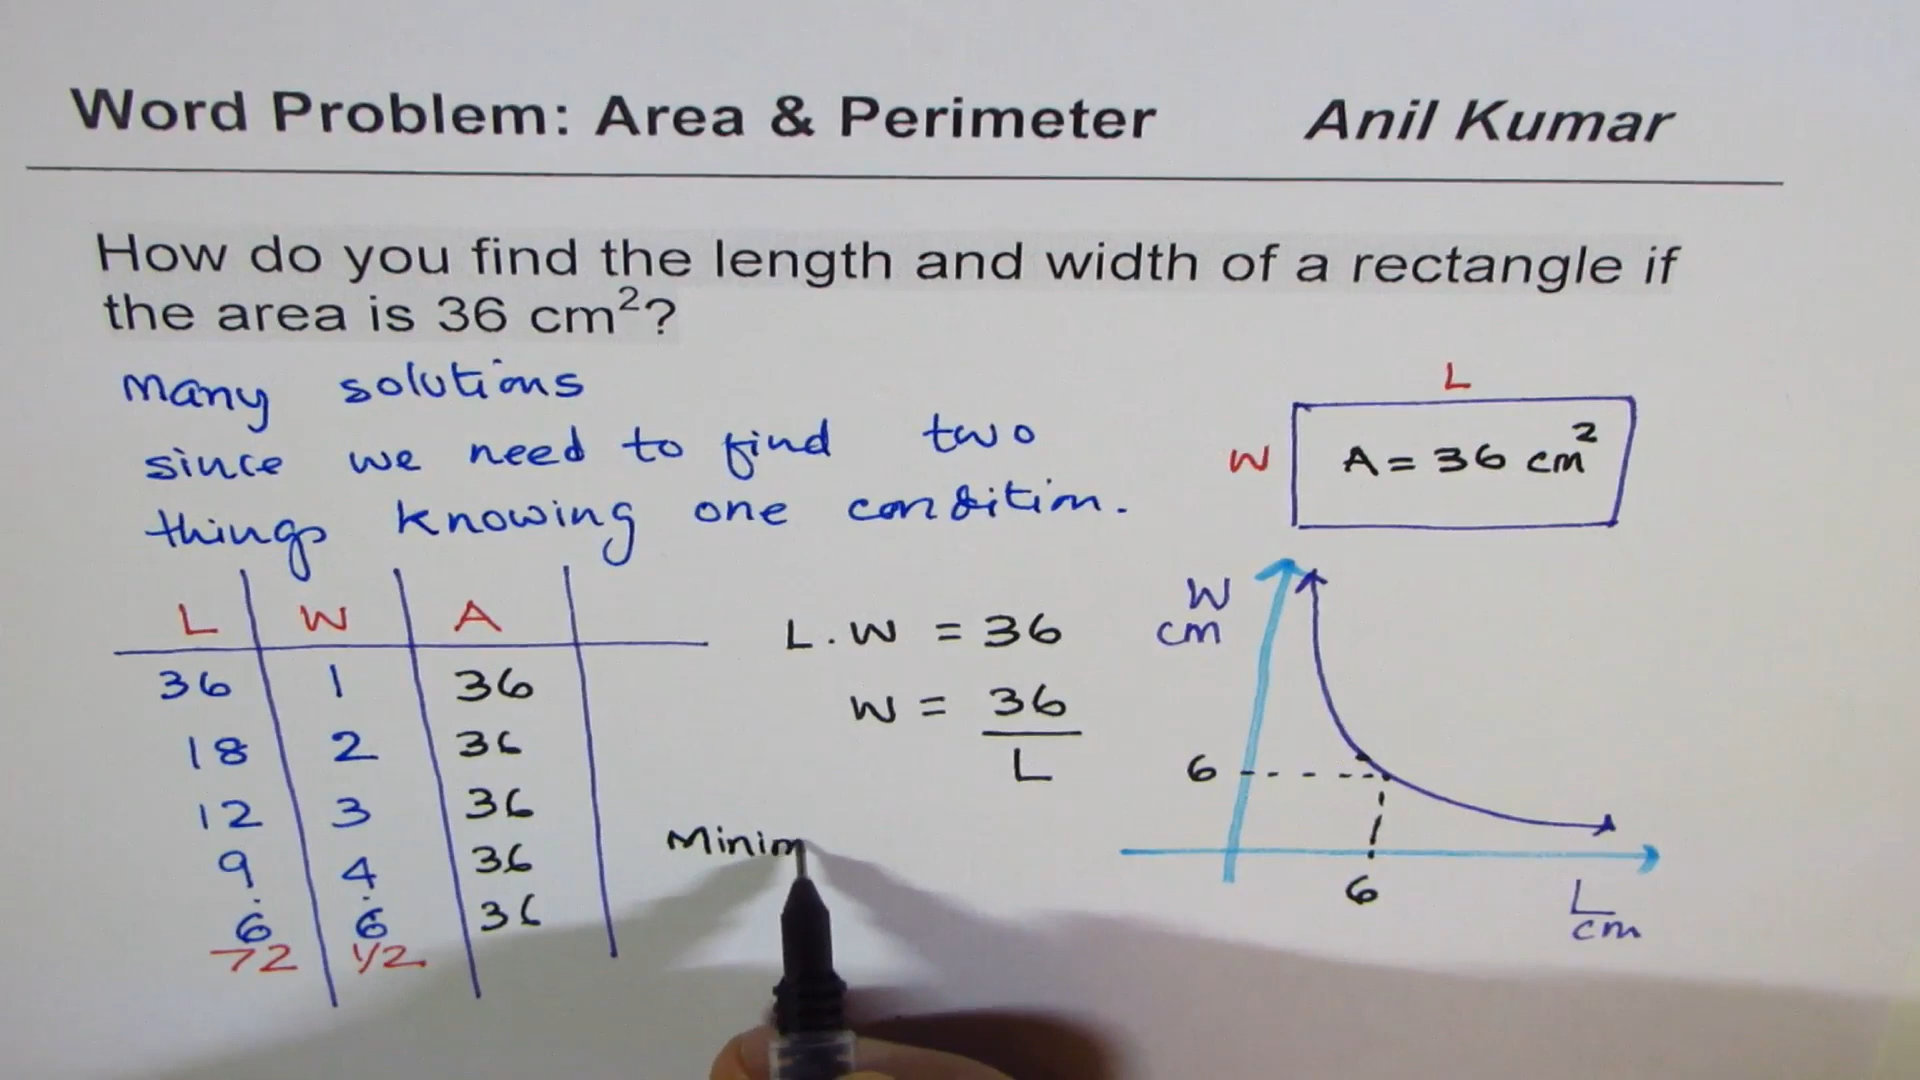 Word Problem: Area & Perimeter Anil Kumar
How do you find the length and width of a rectangle if
the area is 36 cm²?
Many solutions
since we need to find two
things knowing one condition.
L
W A = 36 cm²
L W A
36 1 36
18 2 36
12 3 36
9 4 36
6 6 36
72 1/2
L . W = 36
W = 36
L
Minim
W
cm
6
6
L
cm